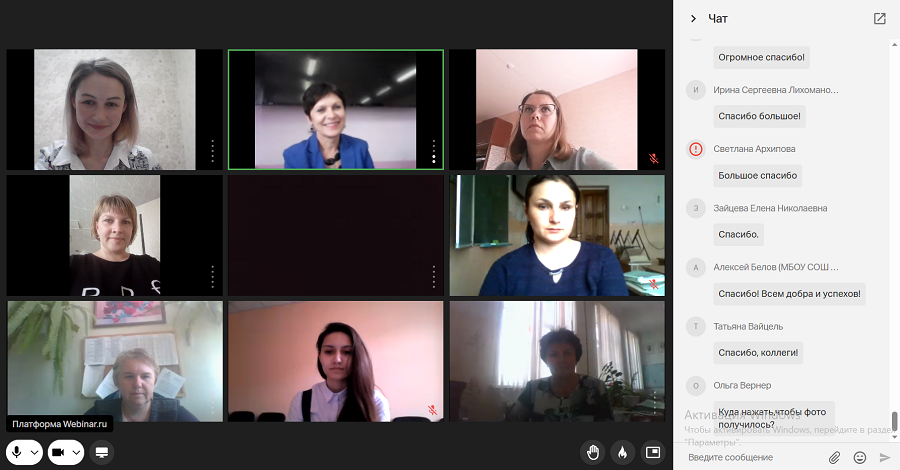 Чат
Огромное спасибо!
И
Ирина Сергеевна Лихомано...
Спасибо большое!
Светлана Архипова
Большое спасибо
З
Зайцева Елена Николаевна
Спасибо.
А
Алексей Белов (МБОУ СОШ ...
Спасибо! Всем добра и успехов!
Т
Татьяна Вайцель
Спасибо, коллеги!
О
Ольга Вернер
Куда нажать,чтобы фото
получилось?
Активация Windows
Чтобы активировать Windows, перейдите в раздел
"Параметры".
Введите сообщение
Платформа Webinar.ru